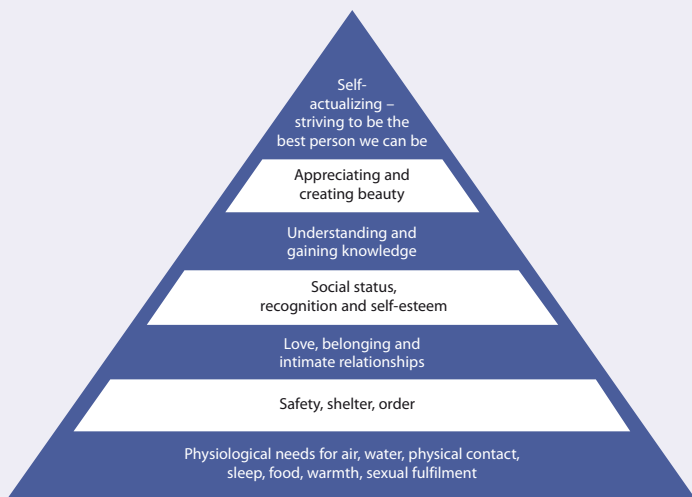 Self-
actualizing –
striving to be the
best person we can be
Appreciating and
creating beauty
Understanding and
gaining knowledge
Social status,
recognition and self-esteem
Love, belonging and
intimate relationships
Safety, shelter, order
Physiological needs for air, water, physical contact,
sleep, food, warmth, sexual fulfilment